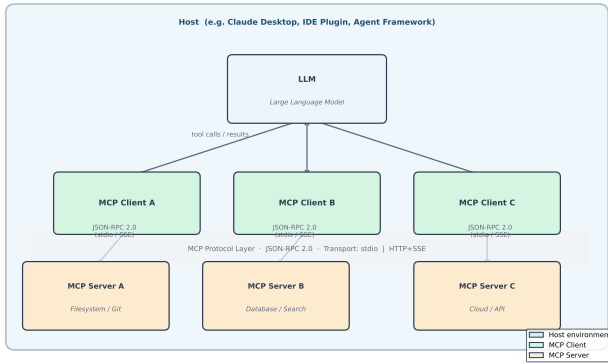 Host (e.g. Claude Desktop, IDE Plugin, Agent Framework)
LLM
Large Language Model
tool calls / results
MCP Client A
MCP Client B
MCP Client C
JSON-RPC 2.0
(stdio / SSE)
JSON-RPC 2.0
(stdio / SSE)
JSON-RPC 2.0
(stdio / SSE)
MCP Protocol Layer · JSON-RPC 2.0 · Transport: stdio | HTTP+SSE
MCP Server A
Filesystem / Git
MCP Server B
Database / Search
MCP Server C
Cloud / API
Host environmen
MCP Client
MCP Server